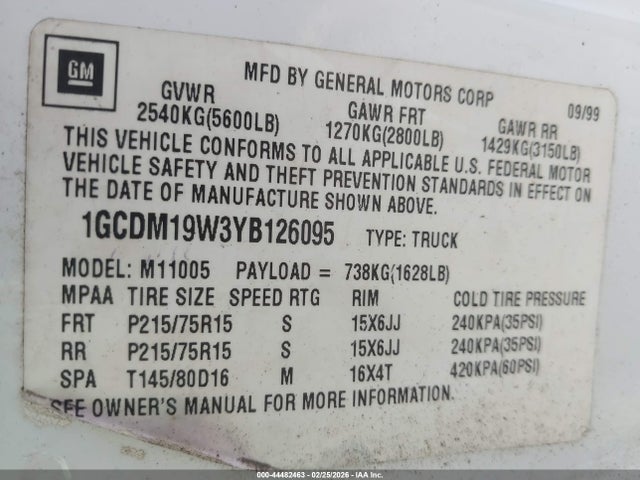 GM
MFD BY GENERAL MOTORS CORP 09/99
GVWR GAWR FRT GAWR RR
2540KG(5600LB) 1270KG(2800LB) 1429KG(3150LB)
THIS VEHICLE CONFORMS TO ALL APPLICABLE U.S. FEDERAL MOTOR
VEHICLE SAFETY AND THEFT PREVENTION STANDARDS IN EFFECT ON
THE DATE OF MANUFACTURE SHOWN ABOVE.
1GCDM19W3YB126095 TYPE: TRUCK
MODEL: M11005 PAYLOAD = 738KG(1628LB)
MPAA TIRE SIZE SPEED RTG RIM COLD TIRE PRESSURE
FRT P215/75R15 S 15X6JJ 240KPA(35PSI)
RR P215/75R15 S 15X6JJ 240KPA(35PSI)
SPA T145/80D16 M 16X4T 420KPA(60PSI)
SEE OWNER'S MANUAL FOR MORE INFORMATION.
000-44482463 - 02/25/2026 - IAA Inc.